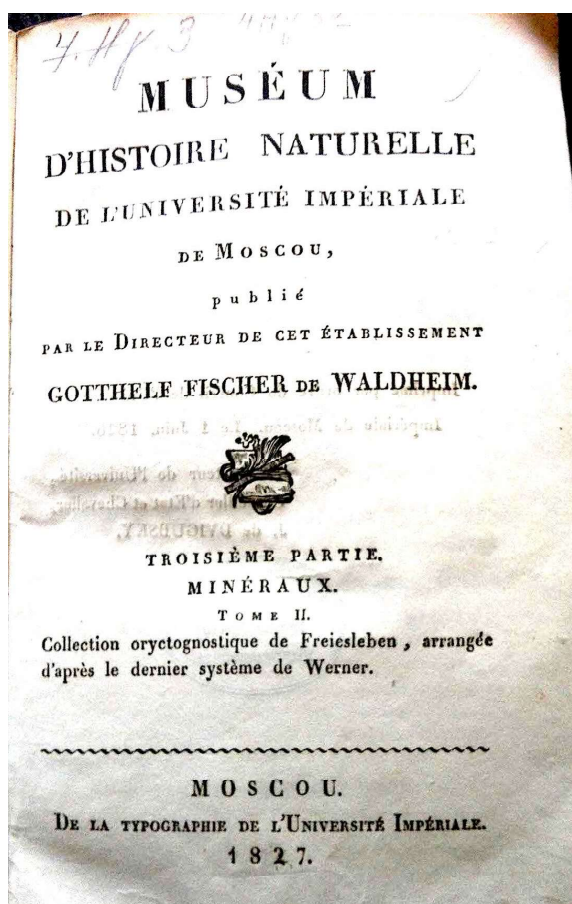 MUSÉUM
D'HISTOIRE NATURELLE
DE L'UNIVERSITÉ IMPÉRIALE
DE MOSCOU,
publié
PAR LE DIRECTEUR DE CET ÉTABLISSEMENT
GOTTHELF FISCHER DE WALDHEIM.
TROISIÈME PARTIE.
MINÉRAUX.
TOME II.
Collection oryctognostique de Freiesleben, arrangée
d'après le dernier système de Werner.
MOSCOU.
DE LA TYPOGRAPHIE DE L'UNIVERSITÉ IMPÉRIALE.
1827.